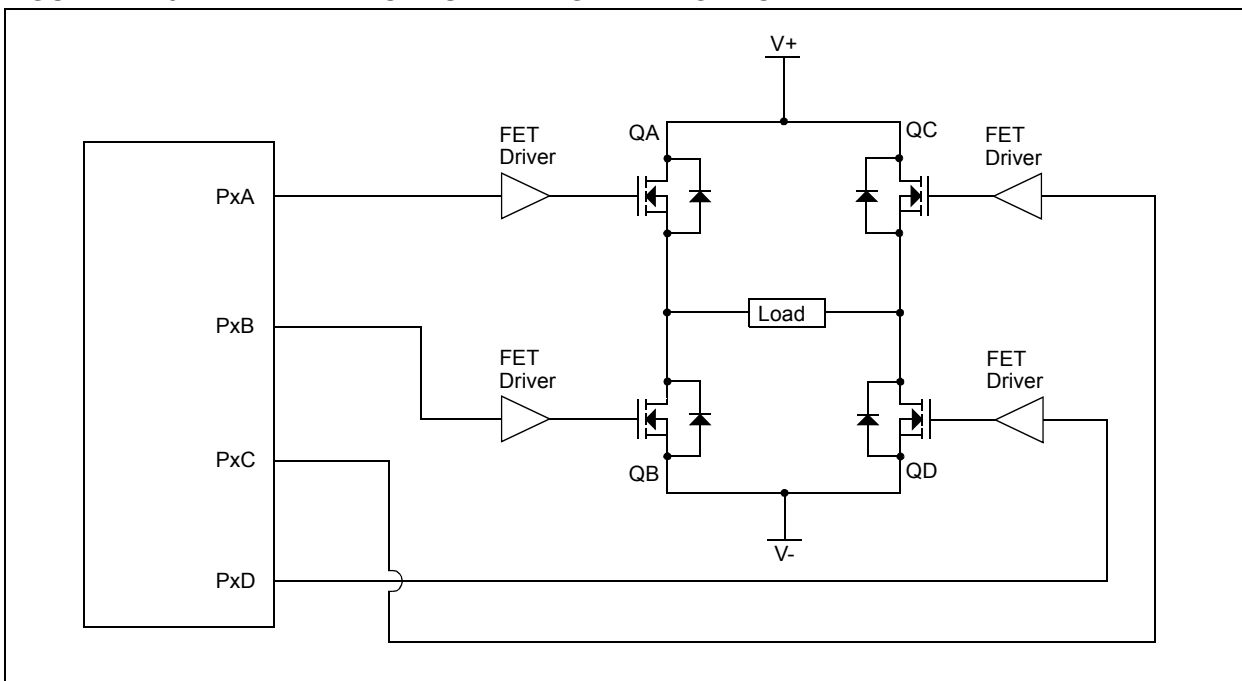 V+
QA
QC
FET
Driver
FET
Driver
PxA
PxB
Load
FET
Driver
FET
Driver
PxC
QB
QD
V-
PxD